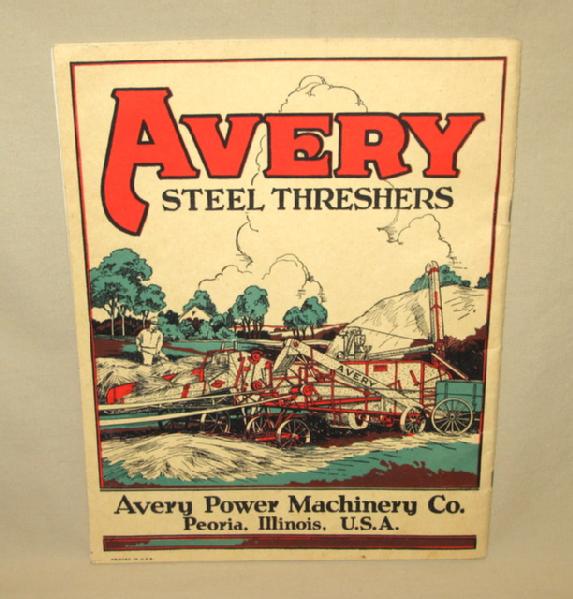 AVERY
STEEL THRESHERS
AVERY
Avery Power Machinery Co.
Peoria, Illinois, U.S.A.